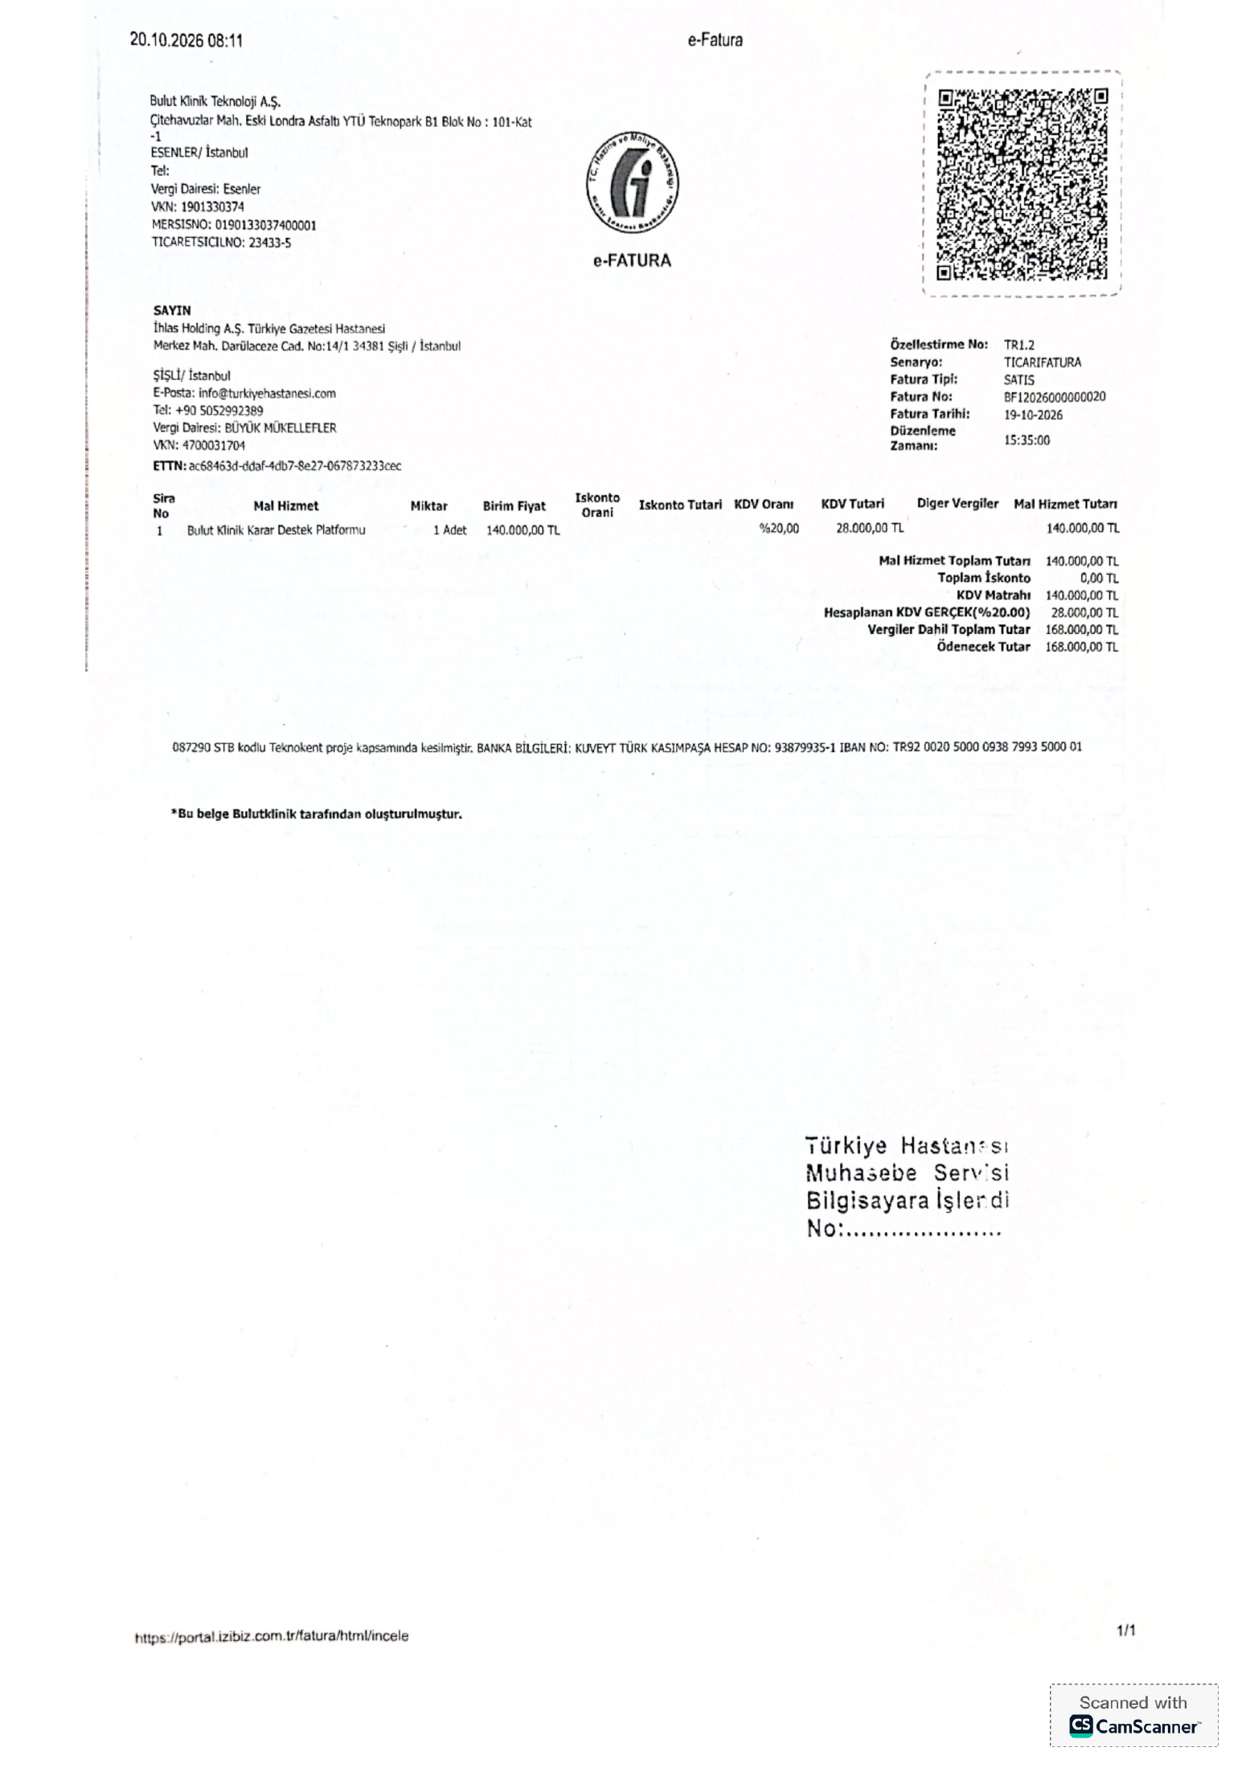 20.10.2026 08:11
e-Fatura
Bulut Klinik Teknoloji A.Ş.
Çitehavuzlar Mah. Eski Londra Asfaltı YTÜ Teknopark B1 Blok No : 101-Kat
-1
ESENLER/ İstanbul
Tel:
Vergi Dairesi: Esenler
VKN: 1901330374
MERSISNO: 0190133037400001
TICARETSICILNO: 23433-5
T.C. Hazine ve Maliye Bakanlığı
Gelir İdaresi Başkanlığı
e-FATURA
SAYIN
İhlas Holding A.Ş. Türkiye Gazetesi Hastanesi
Merkez Mah. Darülaceze Cad. No:14/1 34381 Şişli / İstanbul
ŞİŞLİ/ İstanbul
E-Posta: info@turkiyehastanesi.com
Tel: +90 5052992389
Vergi Dairesi: BÜYÜK MÜKELLEFLER
VKN: 4700031704
ETTN: ac68463d-ddaf-4db7-8e27-067873233cec
Özelleştirme No: TR1.2
Senaryo: TICARIFATURA
Fatura Tipi: SATIS
Fatura No: BF12026000000020
Fatura Tarihi: 19-10-2026
Düzenleme Zamanı: 15:35:00
Sira No Mal Hizmet Miktar Birim Fiyat Iskonto Orani Iskonto Tutari KDV Oranı KDV Tutari Diger Vergiler Mal Hizmet Tutarı
1 Bulut Klinik Karar Destek Platformu 1 Adet 140.000,00 TL %20,00 28.000,00 TL 140.000,00 TL
Mal Hizmet Toplam Tutarı 140.000,00 TL
Toplam İskonto 0,00 TL
KDV Matrahı 140.000,00 TL
Hesaplanan KDV GERÇEK(%20.00) 28.000,00 TL
Vergiler Dahil Toplam Tutar 168.000,00 TL
Ödenecek Tutar 168.000,00 TL
087290 STB kodlu Teknokent proje kapsamında kesilmiştir. BANKA BİLGİLERİ: KUVEYT TÜRK KASIMPAŞA HESAP NO: 93879935-1 IBAN NO: TR92 0020 5000 0938 7993 5000 01
*Bu belge Bulutklinik tarafından oluşturulmuştur.
Türkiye Hastanesi
Muhasebe Servisi
Bilgisayara İşlendi
No:......................
https://portal.izibiz.com.tr/fatura/html/incele
1/1
Scanned with
CS CamScanner